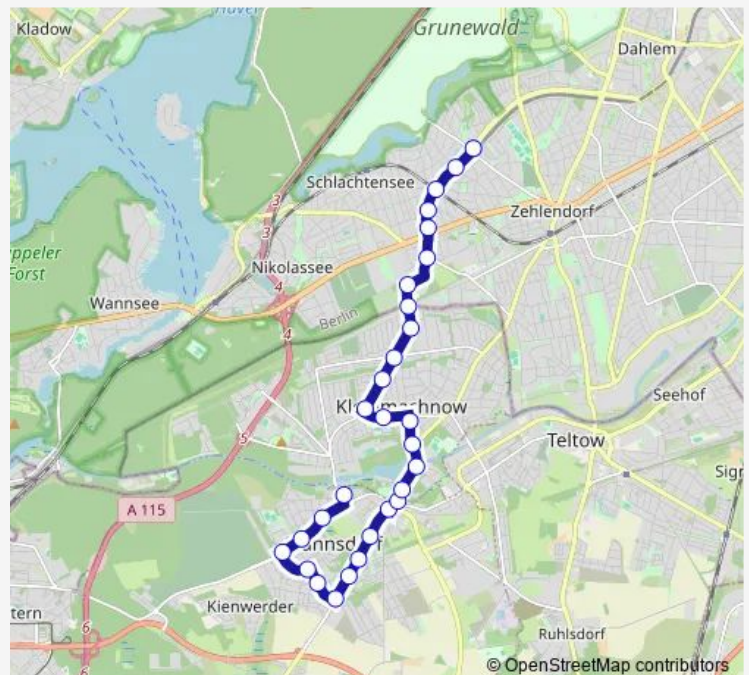 Kladow
Havel
Grunewald
Dahlem
Schlachtensee
3
Zehlendorf
3
ppeler
Forst
Nikolassee
4
Wannsee
4
Berlin
Seehof
Teltow
5
A 115
Kienwerder
tern
6
Ruhlsdorf
6
© OpenStreetMap contributors